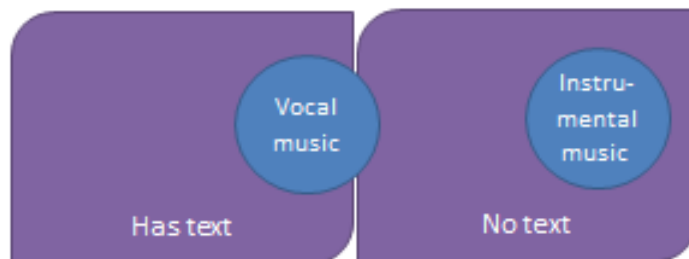 Vocal
music
Has text
Instru-
mental
music
No text